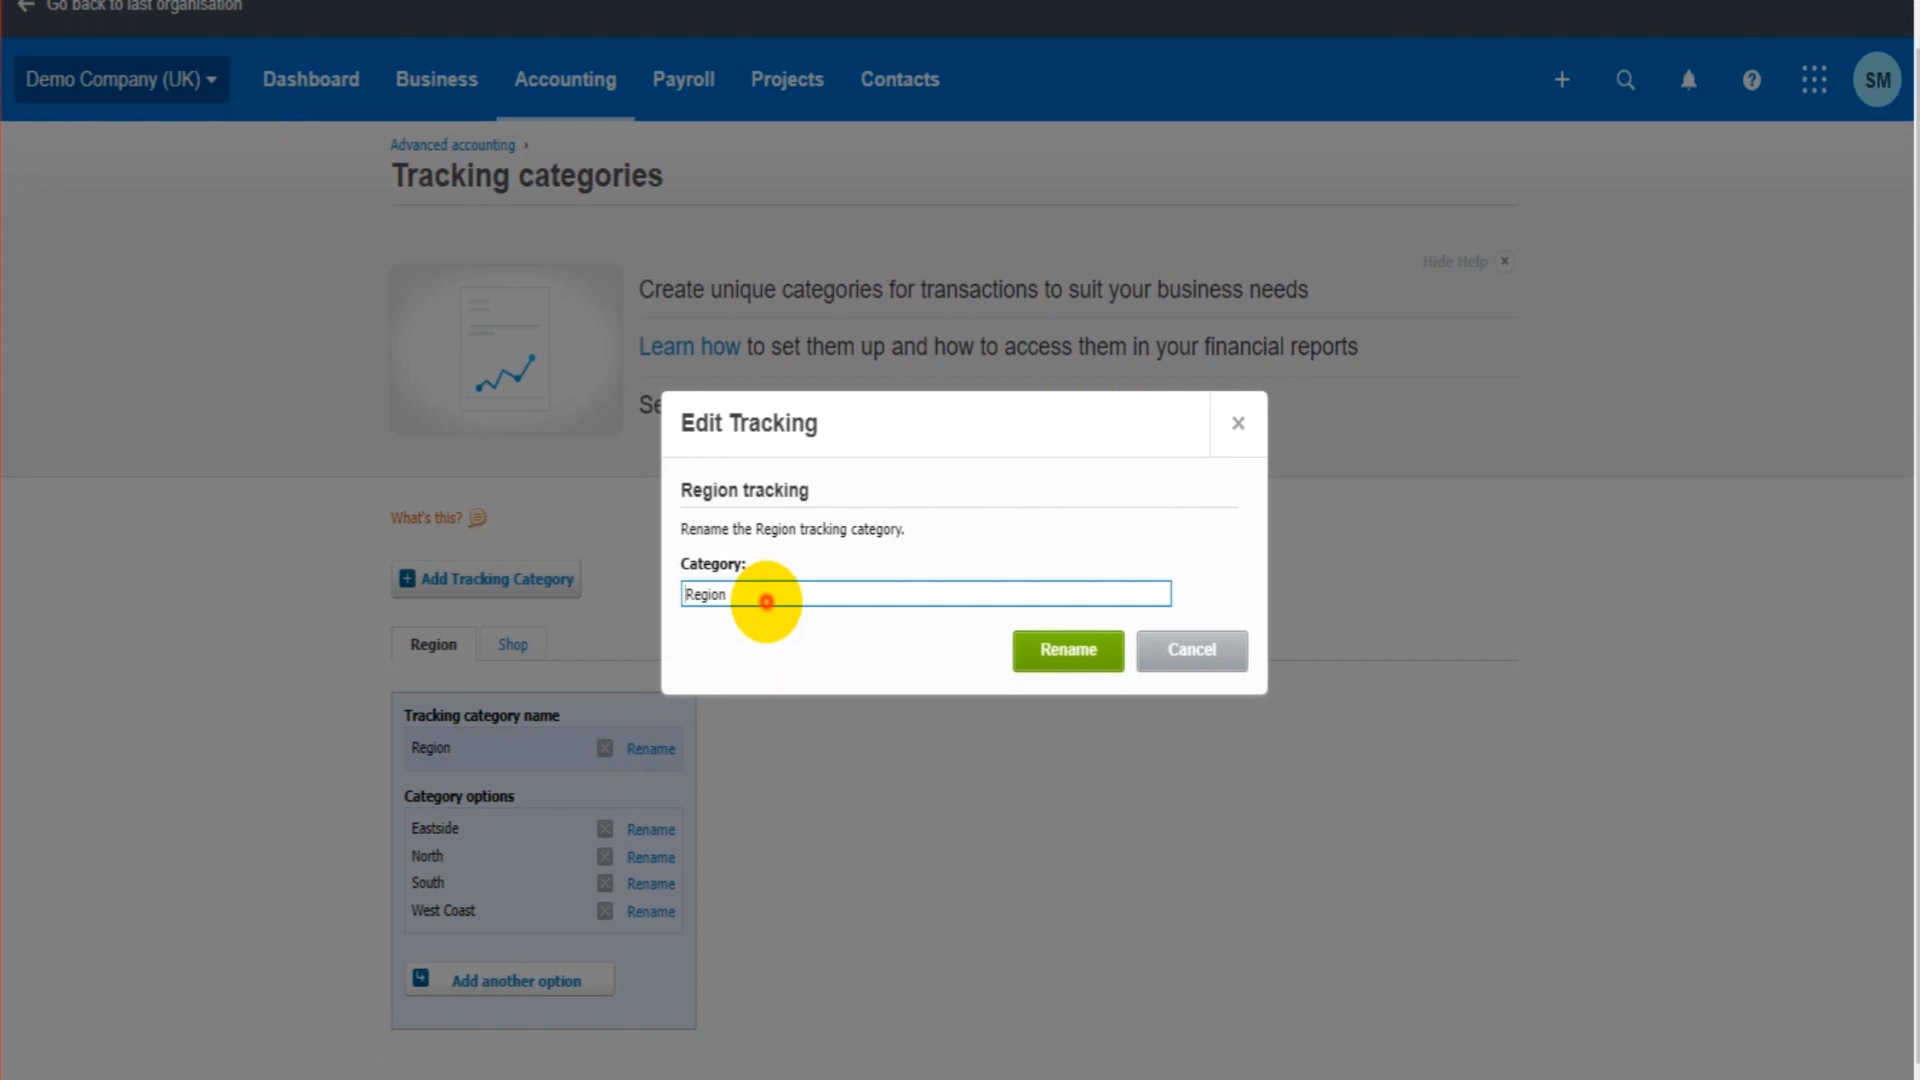 Go back to last organisation
Demo Company (UK)
Dashboard
Business
Accounting
Payroll
Projects
Contacts
SM
Advanced accounting ›
Tracking categories
Hide Help
Create unique categories for transactions to suit your business needs
Learn how to set them up and how to access them in your financial reports
Edit Tracking
Region tracking
Rename the Region tracking category.
Category:
Region
Rename
Cancel
What's this?
Add Tracking Category
Region
Shop
Tracking category name
Region
Rename
Category options
Eastside
Rename
North
Rename
South
Rename
West Coast
Rename
Add another option